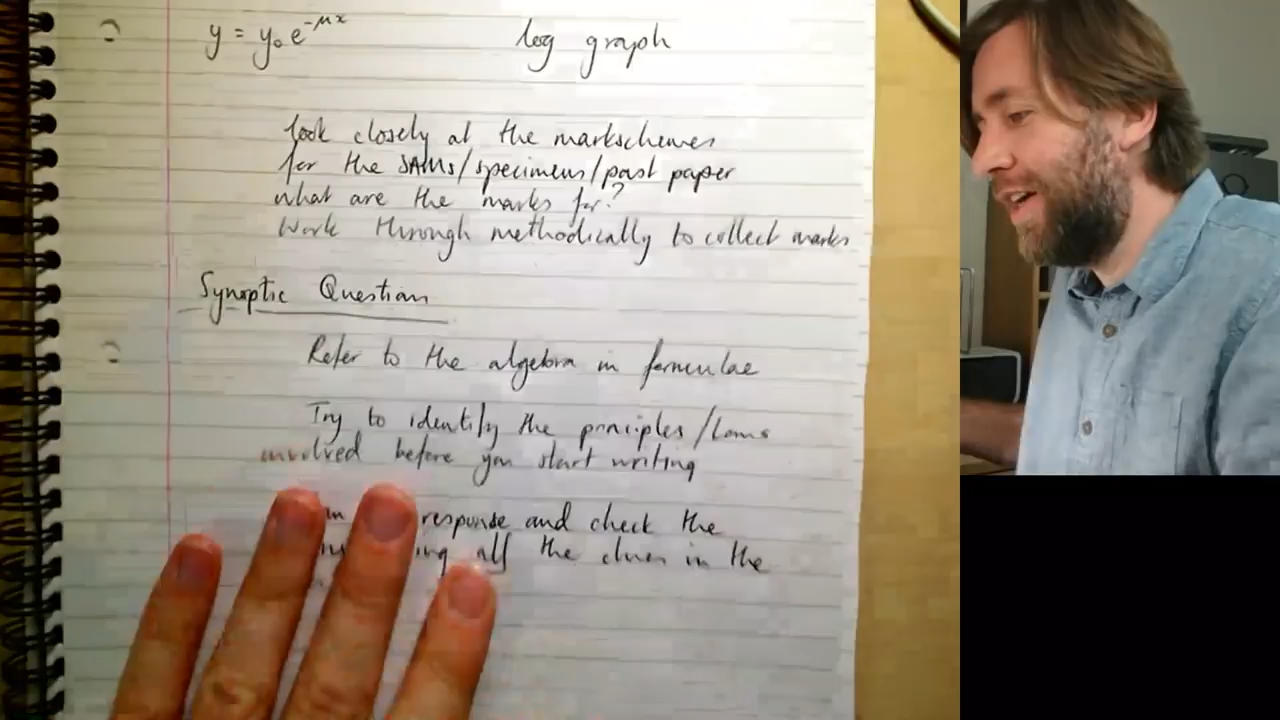 y = y₀e^-μx
log graph
look closely at the markschemes
for the SAMs/specimens/past paper
what are the marks for?
Work through methodically to collect marks
Synoptic Question
Refer to the algebra in formulae
Try to identify the principles/laws
involved before you start writing
response and check the
all the clues in the